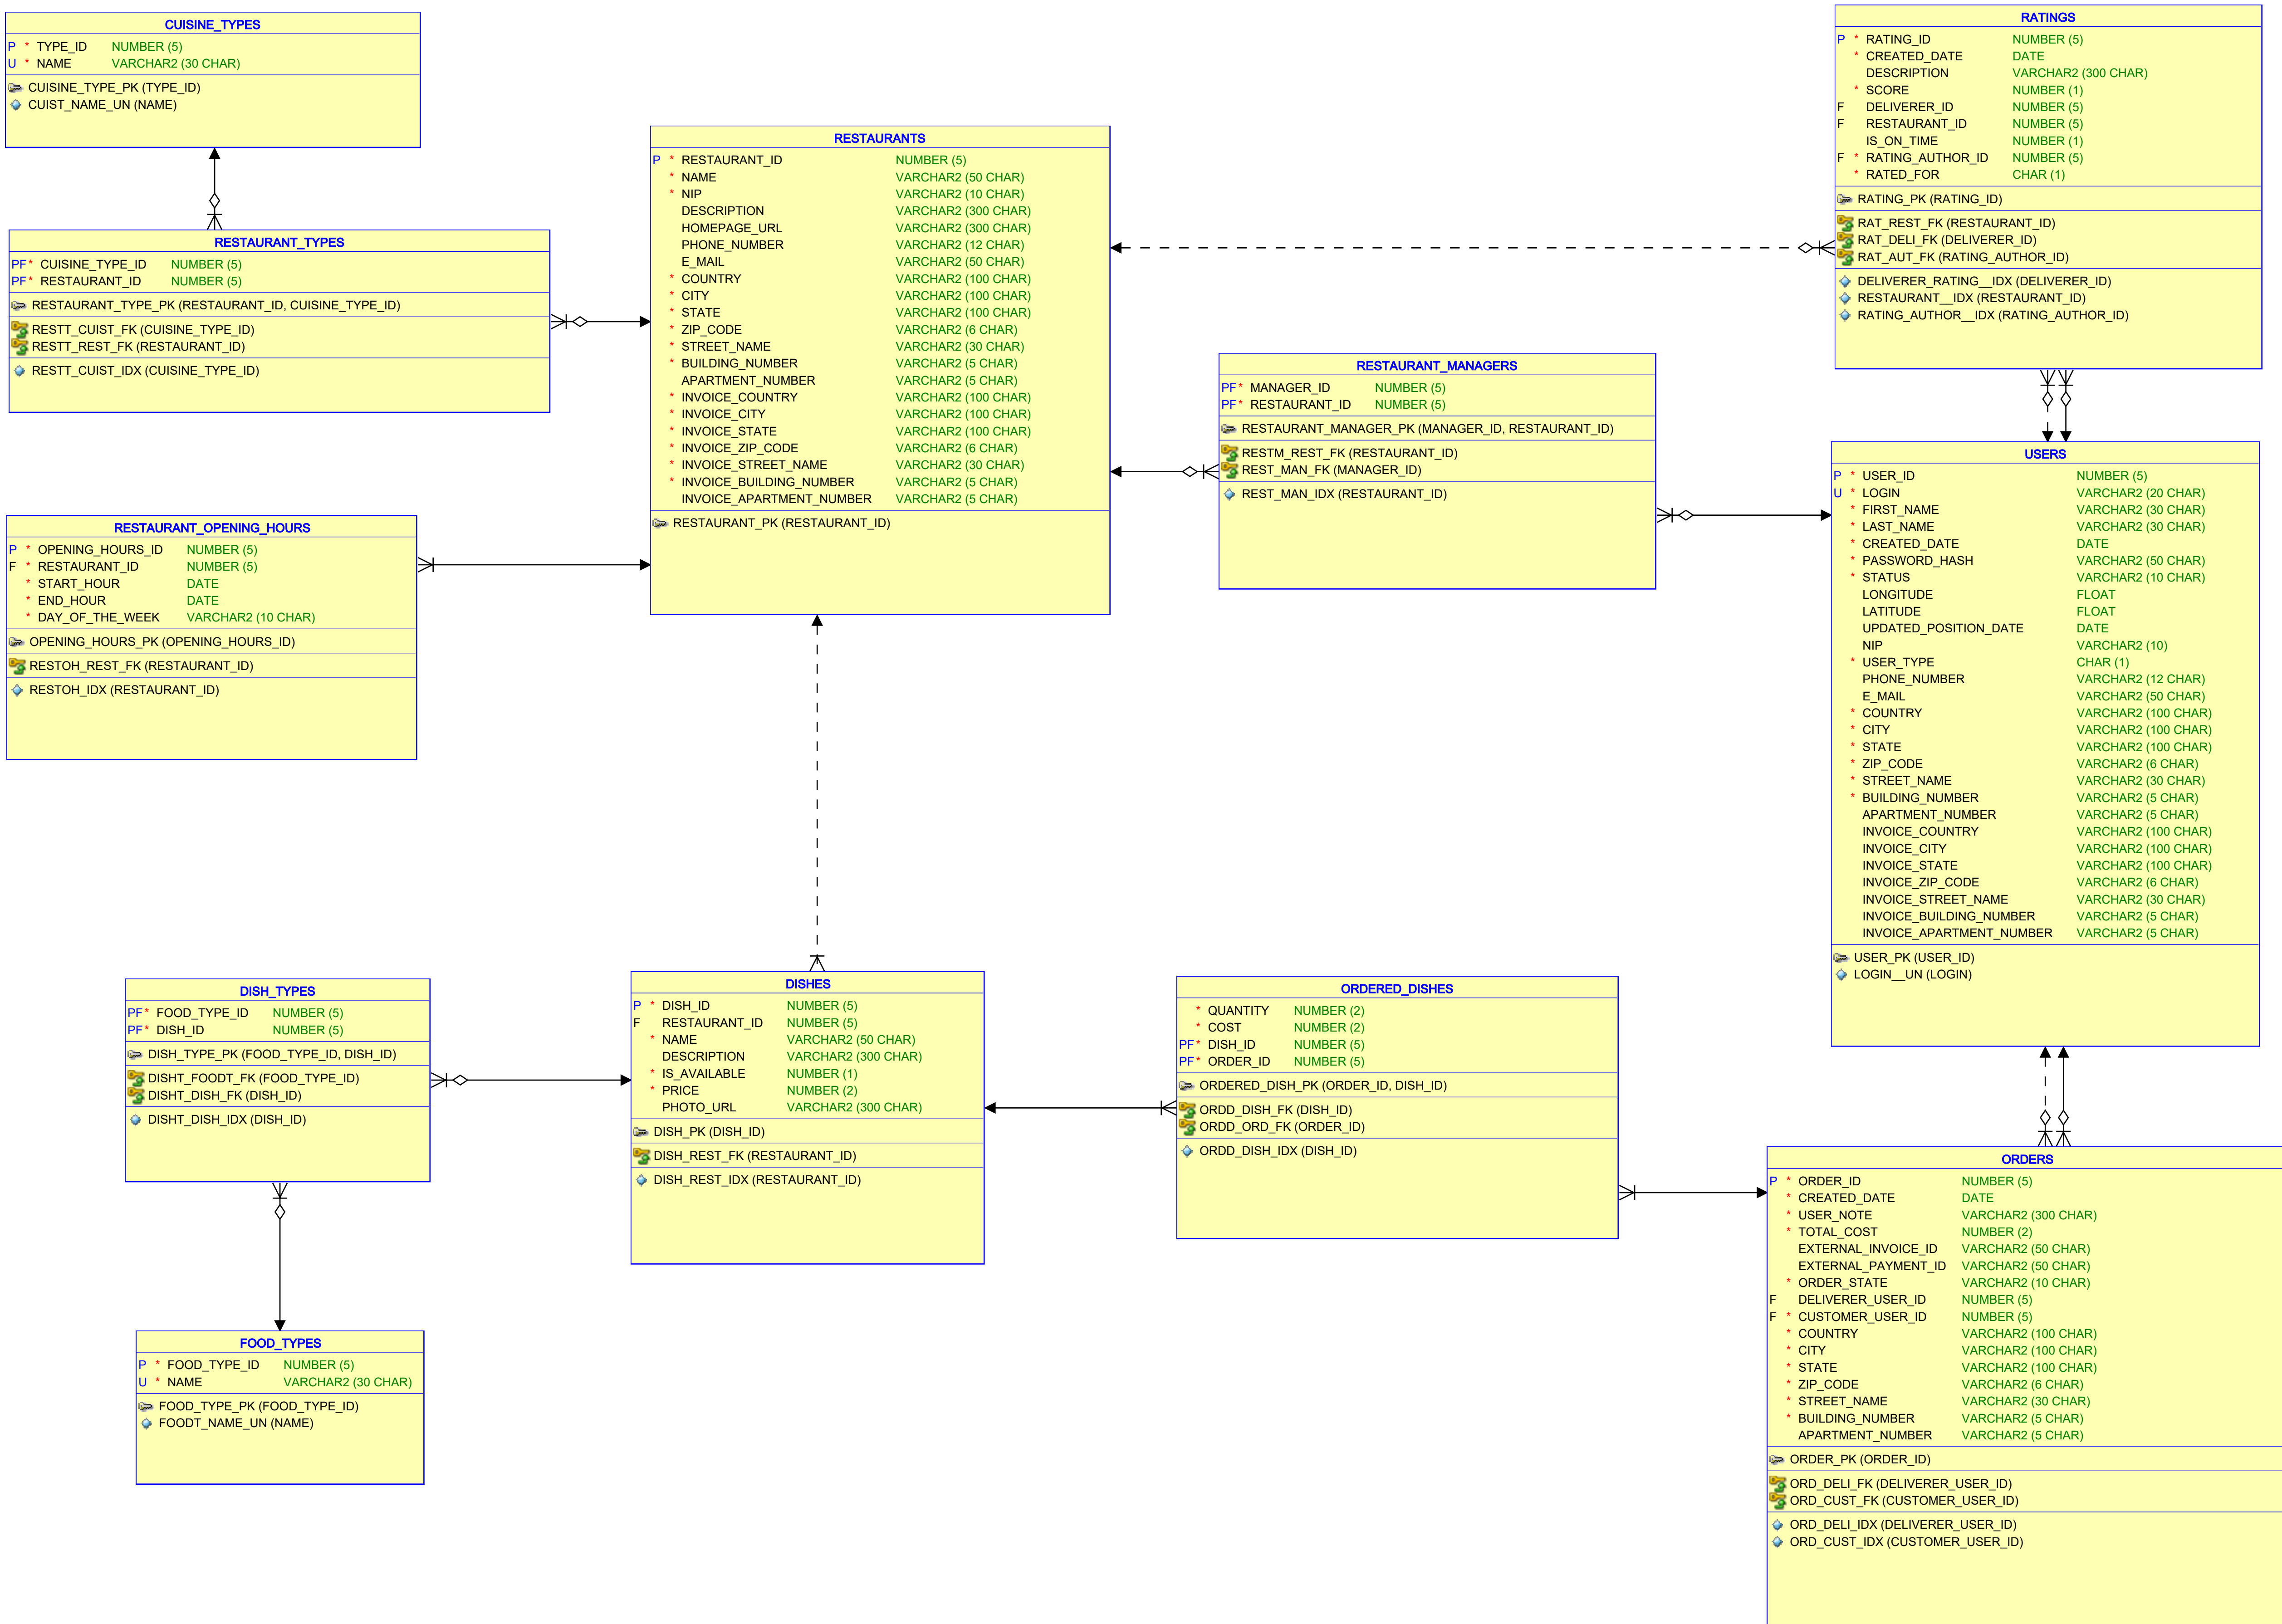 CUISINE_TYPES
P * TYPE_ID NUMBER (5)
U * NAME VARCHAR2 (30 CHAR)
CUISINE_TYPE_PK (TYPE_ID)
CUIST_NAME_UN (NAME)
RESTAURANT_TYPES
PF* CUISINE_TYPE_ID NUMBER (5)
PF* RESTAURANT_ID NUMBER (5)
RESTAURANT_TYPE_PK (RESTAURANT_ID, CUISINE_TYPE_ID)
RESTT_CUIST_FK (CUISINE_TYPE_ID)
RESTT_REST_FK (RESTAURANT_ID)
RESTT_CUIST_IDX (CUISINE_TYPE_ID)
RESTAURANT_OPENING_HOURS
P * OPENING_HOURS_ID NUMBER (5)
F * RESTAURANT_ID NUMBER (5)
* START_HOUR DATE
* END_HOUR DATE
* DAY_OF_THE_WEEK VARCHAR2 (10 CHAR)
OPENING_HOURS_PK (OPENING_HOURS_ID)
RESTOH_REST_FK (RESTAURANT_ID)
RESTOH_IDX (RESTAURANT_ID)
RESTAURANTS
P * RESTAURANT_ID NUMBER (5)
* NAME VARCHAR2 (50 CHAR)
* NIP VARCHAR2 (10 CHAR)
DESCRIPTION VARCHAR2 (300 CHAR)
HOMEPAGE_URL VARCHAR2 (300 CHAR)
PHONE_NUMBER VARCHAR2 (12 CHAR)
E_MAIL VARCHAR2 (50 CHAR)
* COUNTRY VARCHAR2 (100 CHAR)
* CITY VARCHAR2 (100 CHAR)
* STATE VARCHAR2 (100 CHAR)
* ZIP_CODE VARCHAR2 (6 CHAR)
* STREET_NAME VARCHAR2 (30 CHAR)
* BUILDING_NUMBER VARCHAR2 (5 CHAR)
APARTMENT_NUMBER VARCHAR2 (5 CHAR)
* INVOICE_COUNTRY VARCHAR2 (100 CHAR)
* INVOICE_CITY VARCHAR2 (100 CHAR)
* INVOICE_STATE VARCHAR2 (100 CHAR)
* INVOICE_ZIP_CODE VARCHAR2 (6 CHAR)
* INVOICE_STREET_NAME VARCHAR2 (30 CHAR)
* INVOICE_BUILDING_NUMBER VARCHAR2 (5 CHAR)
INVOICE_APARTMENT_NUMBER VARCHAR2 (5 CHAR)
RESTAURANT_PK (RESTAURANT_ID)
RESTAURANT_MANAGERS
PF* MANAGER_ID NUMBER (5)
PF* RESTAURANT_ID NUMBER (5)
RESTAURANT_MANAGER_PK (MANAGER_ID, RESTAURANT_ID)
RESTM_REST_FK (RESTAURANT_ID)
REST_MAN_FK (MANAGER_ID)
REST_MAN_IDX (RESTAURANT_ID)
RATINGS
P * RATING_ID NUMBER (5)
* CREATED_DATE DATE
DESCRIPTION VARCHAR2 (300 CHAR)
* SCORE NUMBER (1)
F DELIVERER_ID NUMBER (5)
F RESTAURANT_ID NUMBER (5)
IS_ON_TIME NUMBER (1)
F * RATING_AUTHOR_ID NUMBER (5)
* RATED_FOR CHAR (1)
RATING_PK (RATING_ID)
RAT_REST_FK (RESTAURANT_ID)
RAT_DELI_FK (DELIVERER_ID)
RAT_AUT_FK (RATING_AUTHOR_ID)
DELIVERER_RATING__IDX (DELIVERER_ID)
RESTAURANT__IDX (RESTAURANT_ID)
RATING_AUTHOR__IDX (RATING_AUTHOR_ID)
USERS
P * USER_ID NUMBER (5)
U * LOGIN VARCHAR2 (20 CHAR)
* FIRST_NAME VARCHAR2 (30 CHAR)
* LAST_NAME VARCHAR2 (30 CHAR)
* CREATED_DATE DATE
* PASSWORD_HASH VARCHAR2 (50 CHAR)
* STATUS VARCHAR2 (10 CHAR)
LONGITUDE FLOAT
LATITUDE FLOAT
UPDATED_POSITION_DATE DATE
NIP VARCHAR2 (10)
* USER_TYPE CHAR (1)
PHONE_NUMBER VARCHAR2 (12 CHAR)
E_MAIL VARCHAR2 (50 CHAR)
* COUNTRY VARCHAR2 (100 CHAR)
* CITY VARCHAR2 (100 CHAR)
* STATE VARCHAR2 (100 CHAR)
* ZIP_CODE VARCHAR2 (6 CHAR)
* STREET_NAME VARCHAR2 (30 CHAR)
* BUILDING_NUMBER VARCHAR2 (5 CHAR)
APARTMENT_NUMBER VARCHAR2 (5 CHAR)
INVOICE_COUNTRY VARCHAR2 (100 CHAR)
INVOICE_CITY VARCHAR2 (100 CHAR)
INVOICE_STATE VARCHAR2 (100 CHAR)
INVOICE_ZIP_CODE VARCHAR2 (6 CHAR)
INVOICE_STREET_NAME VARCHAR2 (30 CHAR)
INVOICE_BUILDING_NUMBER VARCHAR2 (5 CHAR)
INVOICE_APARTMENT_NUMBER VARCHAR2 (5 CHAR)
USER_PK (USER_ID)
LOGIN__UN (LOGIN)
DISH_TYPES
PF* FOOD_TYPE_ID NUMBER (5)
PF* DISH_ID NUMBER (5)
DISH_TYPE_PK (FOOD_TYPE_ID, DISH_ID)
DISHT_FOODT_FK (FOOD_TYPE_ID)
DISHT_DISH_FK (DISH_ID)
DISHT_DISH_IDX (DISH_ID)
FOOD_TYPES
P * FOOD_TYPE_ID NUMBER (5)
U * NAME VARCHAR2 (30 CHAR)
FOOD_TYPE_PK (FOOD_TYPE_ID)
FOODT_NAME_UN (NAME)
DISHES
P * DISH_ID NUMBER (5)
F RESTAURANT_ID NUMBER (5)
* NAME VARCHAR2 (50 CHAR)
DESCRIPTION VARCHAR2 (300 CHAR)
* IS_AVAILABLE NUMBER (1)
* PRICE NUMBER (2)
PHOTO_URL VARCHAR2 (300 CHAR)
DISH_PK (DISH_ID)
DISH_REST_FK (RESTAURANT_ID)
DISH_REST_IDX (RESTAURANT_ID)
ORDERED_DISHES
* QUANTITY NUMBER (2)
* COST NUMBER (2)
PF* DISH_ID NUMBER (5)
PF* ORDER_ID NUMBER (5)
ORDERED_DISH_PK (ORDER_ID, DISH_ID)
ORDD_DISH_FK (DISH_ID)
ORDD_ORD_FK (ORDER_ID)
ORDD_DISH_IDX (DISH_ID)
ORDERS
P * ORDER_ID NUMBER (5)
* CREATED_DATE DATE
* USER_NOTE VARCHAR2 (300 CHAR)
* TOTAL_COST NUMBER (2)
EXTERNAL_INVOICE_ID VARCHAR2 (50 CHAR)
EXTERNAL_PAYMENT_ID VARCHAR2 (50 CHAR)
* ORDER_STATE VARCHAR2 (10 CHAR)
F DELIVERER_USER_ID NUMBER (5)
F * CUSTOMER_USER_ID NUMBER (5)
* COUNTRY VARCHAR2 (100 CHAR)
* CITY VARCHAR2 (100 CHAR)
* STATE VARCHAR2 (100 CHAR)
* ZIP_CODE VARCHAR2 (6 CHAR)
* STREET_NAME VARCHAR2 (30 CHAR)
* BUILDING_NUMBER VARCHAR2 (5 CHAR)
APARTMENT_NUMBER VARCHAR2 (5 CHAR)
ORDER_PK (ORDER_ID)
ORD_DELI_FK (DELIVERER_USER_ID)
ORD_CUST_FK (CUSTOMER_USER_ID)
ORD_DELI_IDX (DELIVERER_USER_ID)
ORD_CUST_IDX (CUSTOMER_USER_ID)